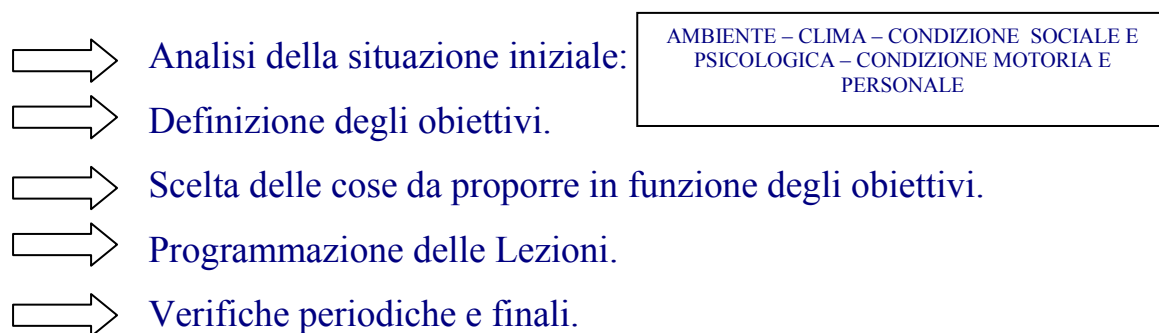 Analisi della situazione iniziale:
AMBIENTE – CLIMA – CONDIZIONE SOCIALE E
PSICOLOGICA – CONDIZIONE MOTORIA E
PERSONALE
Definizione degli obiettivi.
Scelta delle cose da proporre in funzione degli obiettivi.
Programmazione delle Lezioni.
Verifiche periodiche e finali.